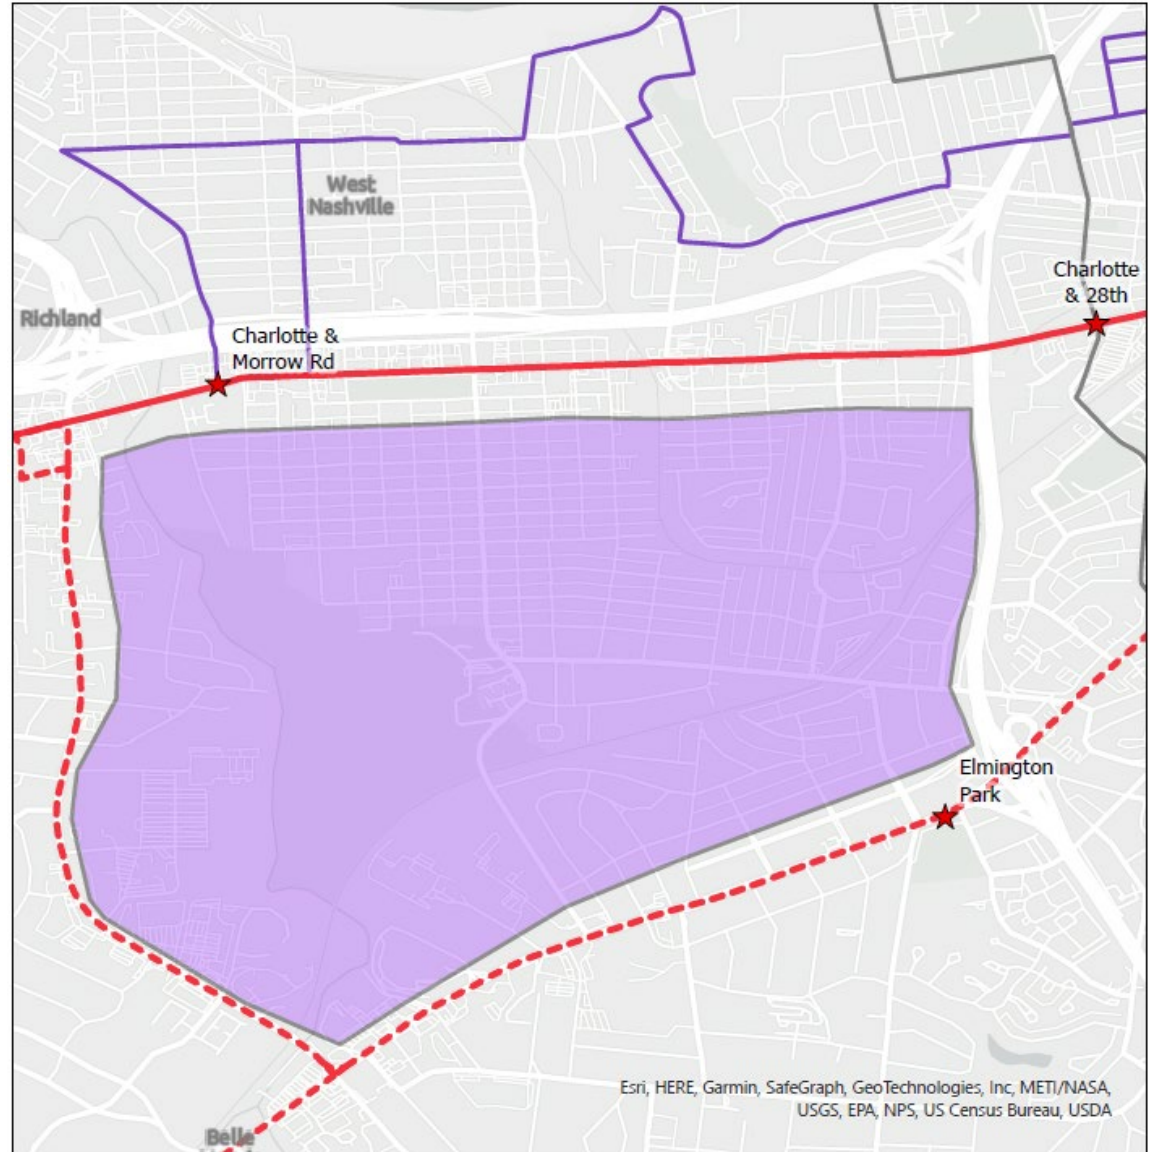 West
Nashville
Charlotte
& 28th
Richland
Charlotte &
Morrow Rd
Elmington
Park
Esri, HERE, Garmin, SafeGraph, GeoTechnologies, Inc, METI/NASA,
USGS, EPA, NPS, US Census Bureau, USDA
Belle